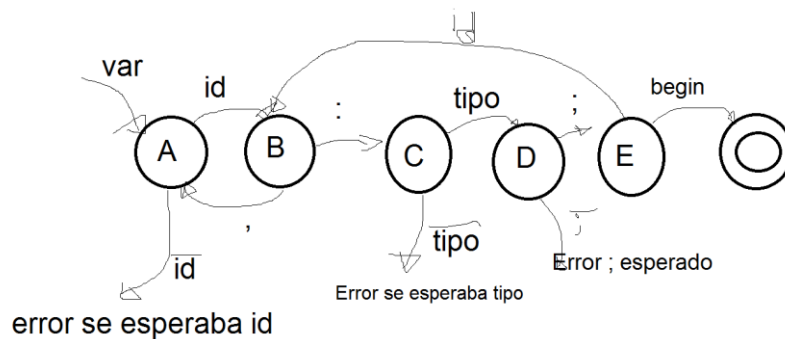 var
id
:
tipo
;
begin
A
B
C
D
E
,
id
tipo
;
Error ; esperado
Error se esperaba tipo
error se esperaba id